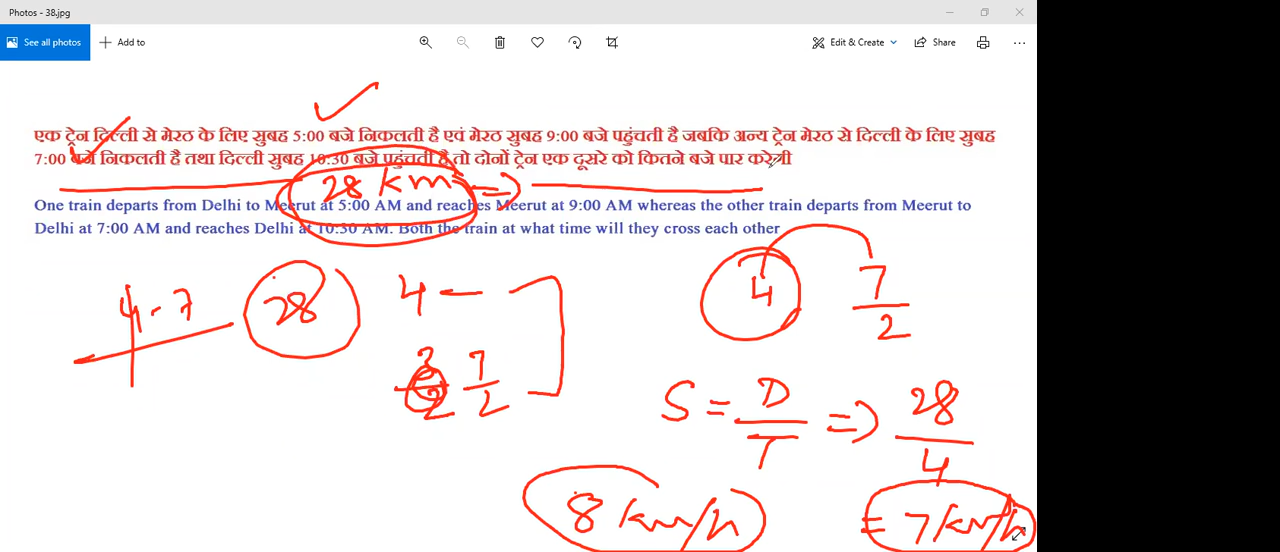 Photos - 38.jpg
See all photos
Add to
Edit & Create
Share
एक ट्रेन दिल्ली से मेरठ के लिए सुबह 5:00 बजे निकलती है एवं मेरठ सुबह 9:00 बजे पहुंचती है जबकि अन्य ट्रेन मेरठ से दिल्ली के लिए सुबह
7:00 बजे निकलती है तथा दिल्ली सुबह 10:30 बजे पहुंचती है तो दोनों ट्रेन एक दूसरे को कितने बजे पार करेगी
28 km =>
One train departs from Delhi to Meerut at 5:00 AM and reaches Meerut at 9:00 AM whereas the other train departs from Meerut to
Delhi at 7:00 AM and reaches Delhi at 10:30 AM. Both the train at what time will they cross each other
4 - 7
28
4
7
2
4
7
2
S = D/T => 28/4
8 km/h
= 7 km/h